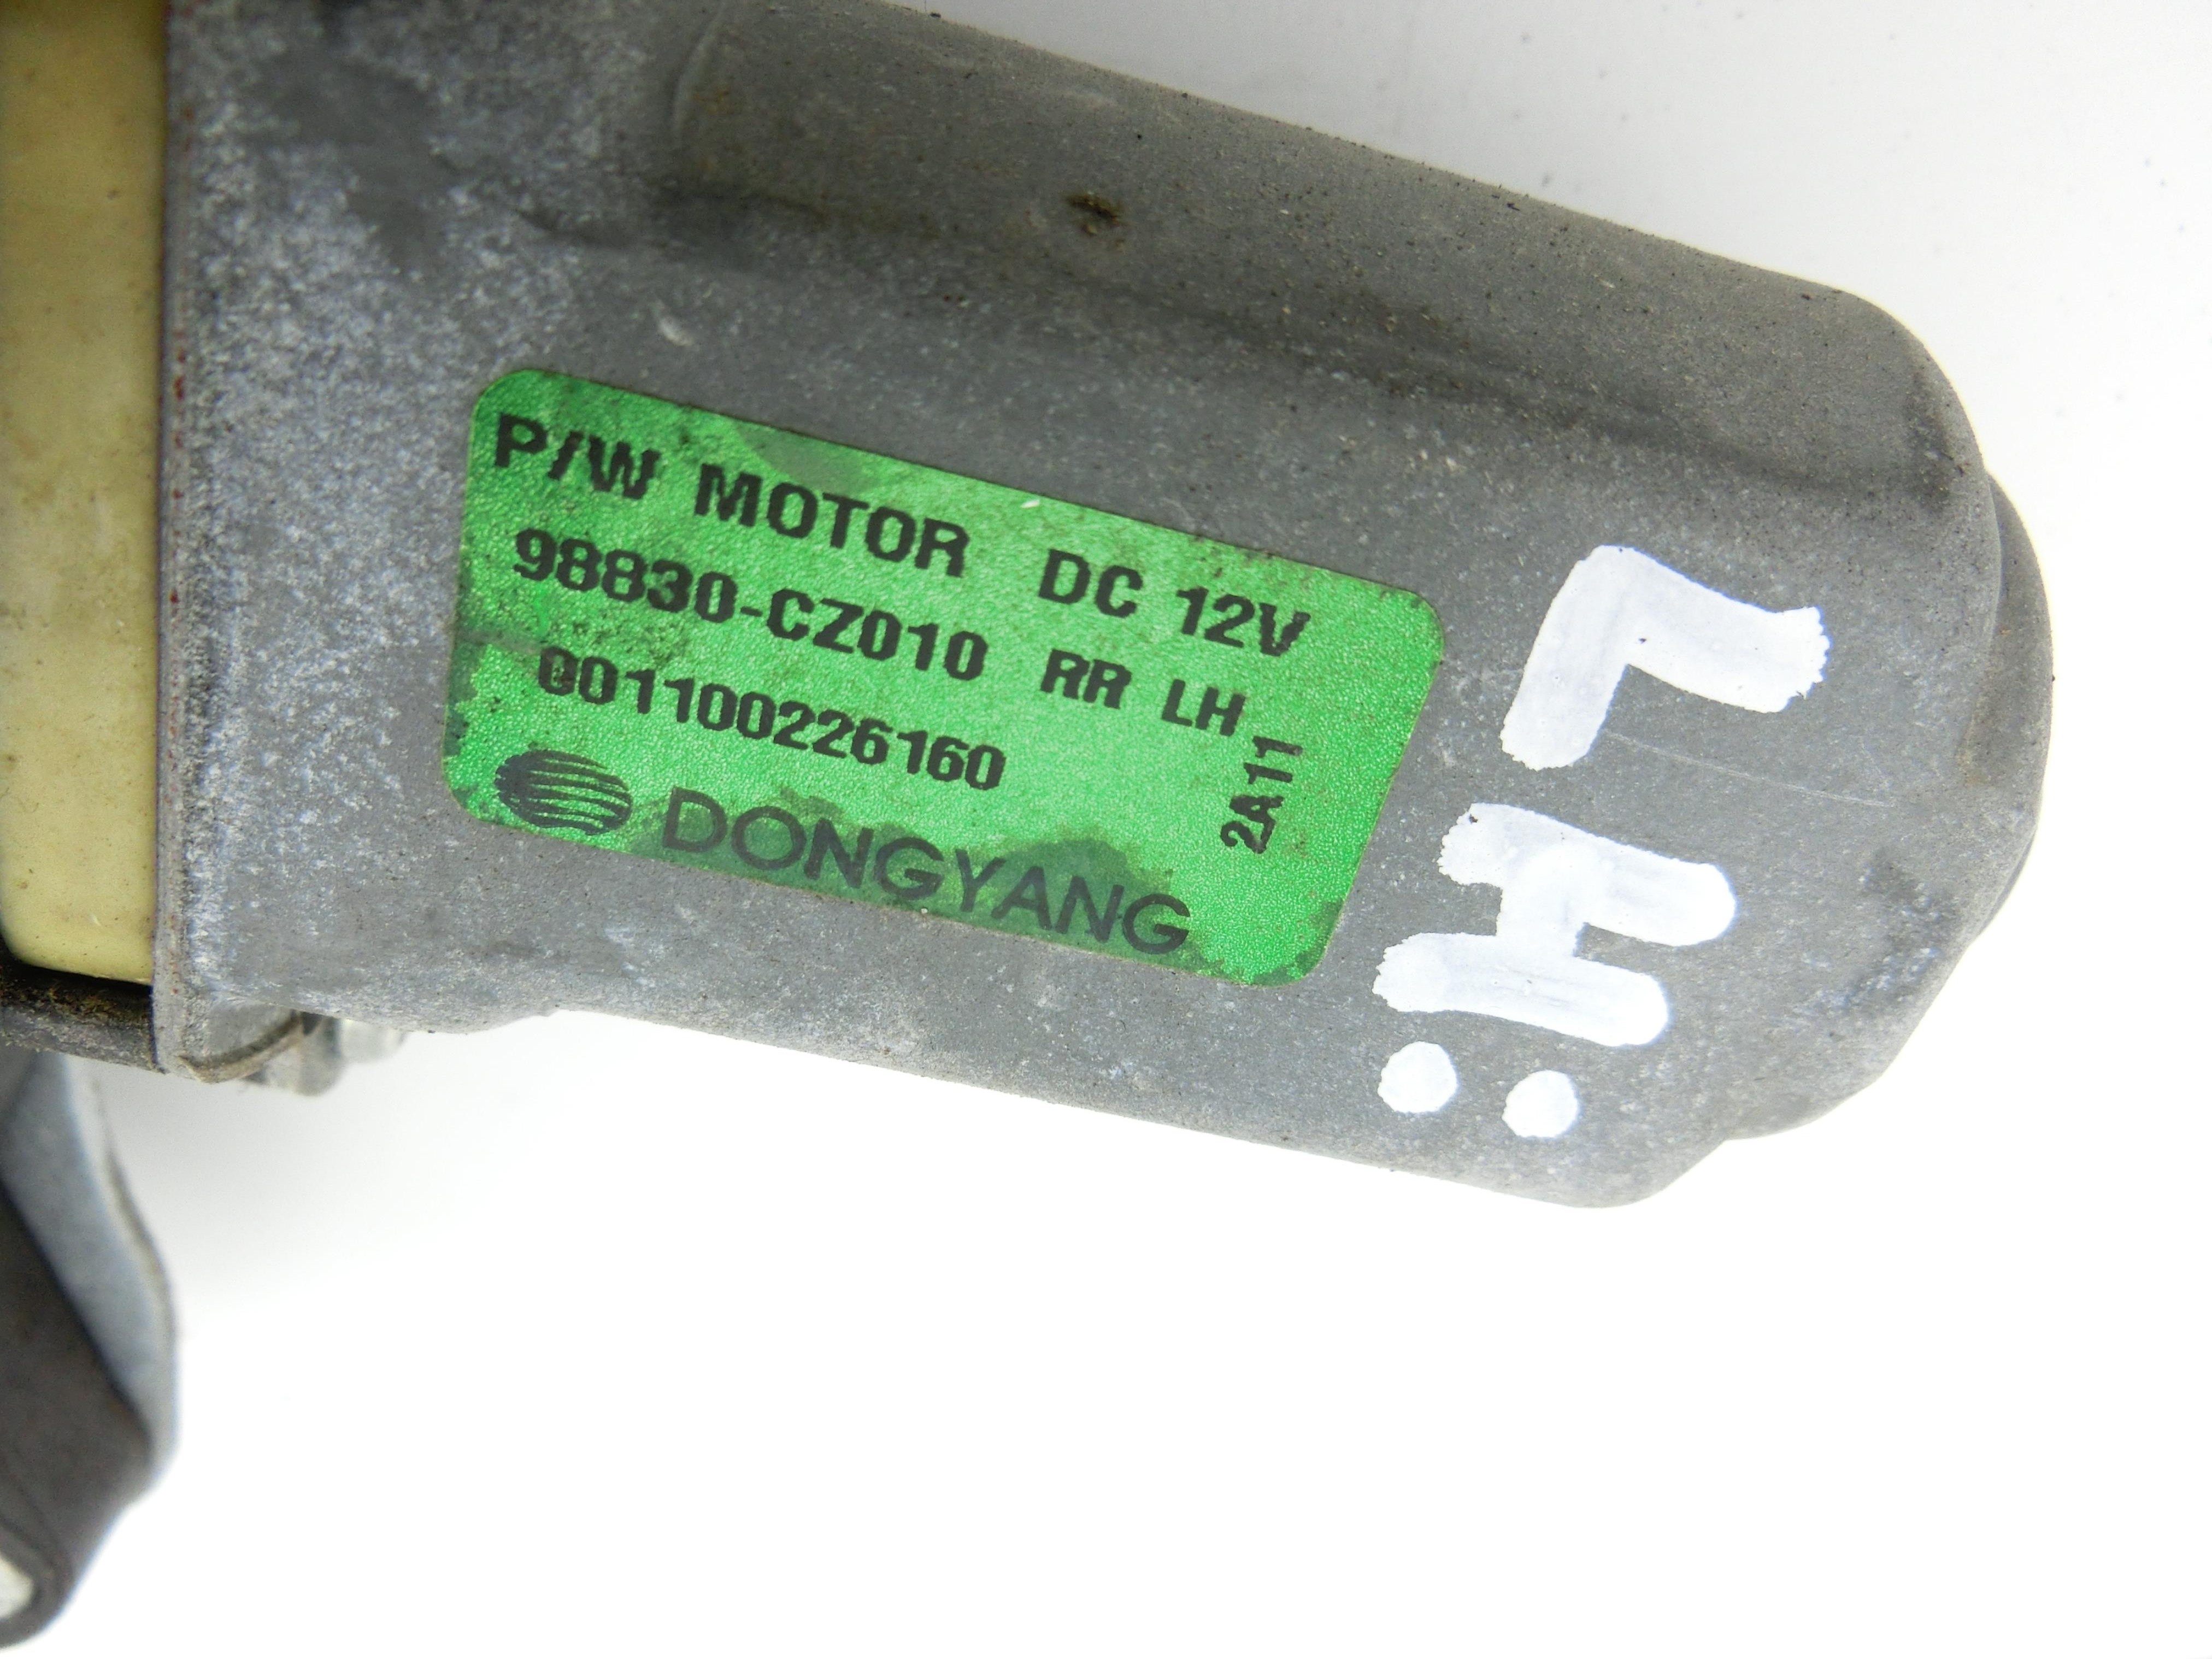 P/W MOTOR DC 12V
98830-CZ010 RR LH
001100226160
2A11
DONGYANG
LH: